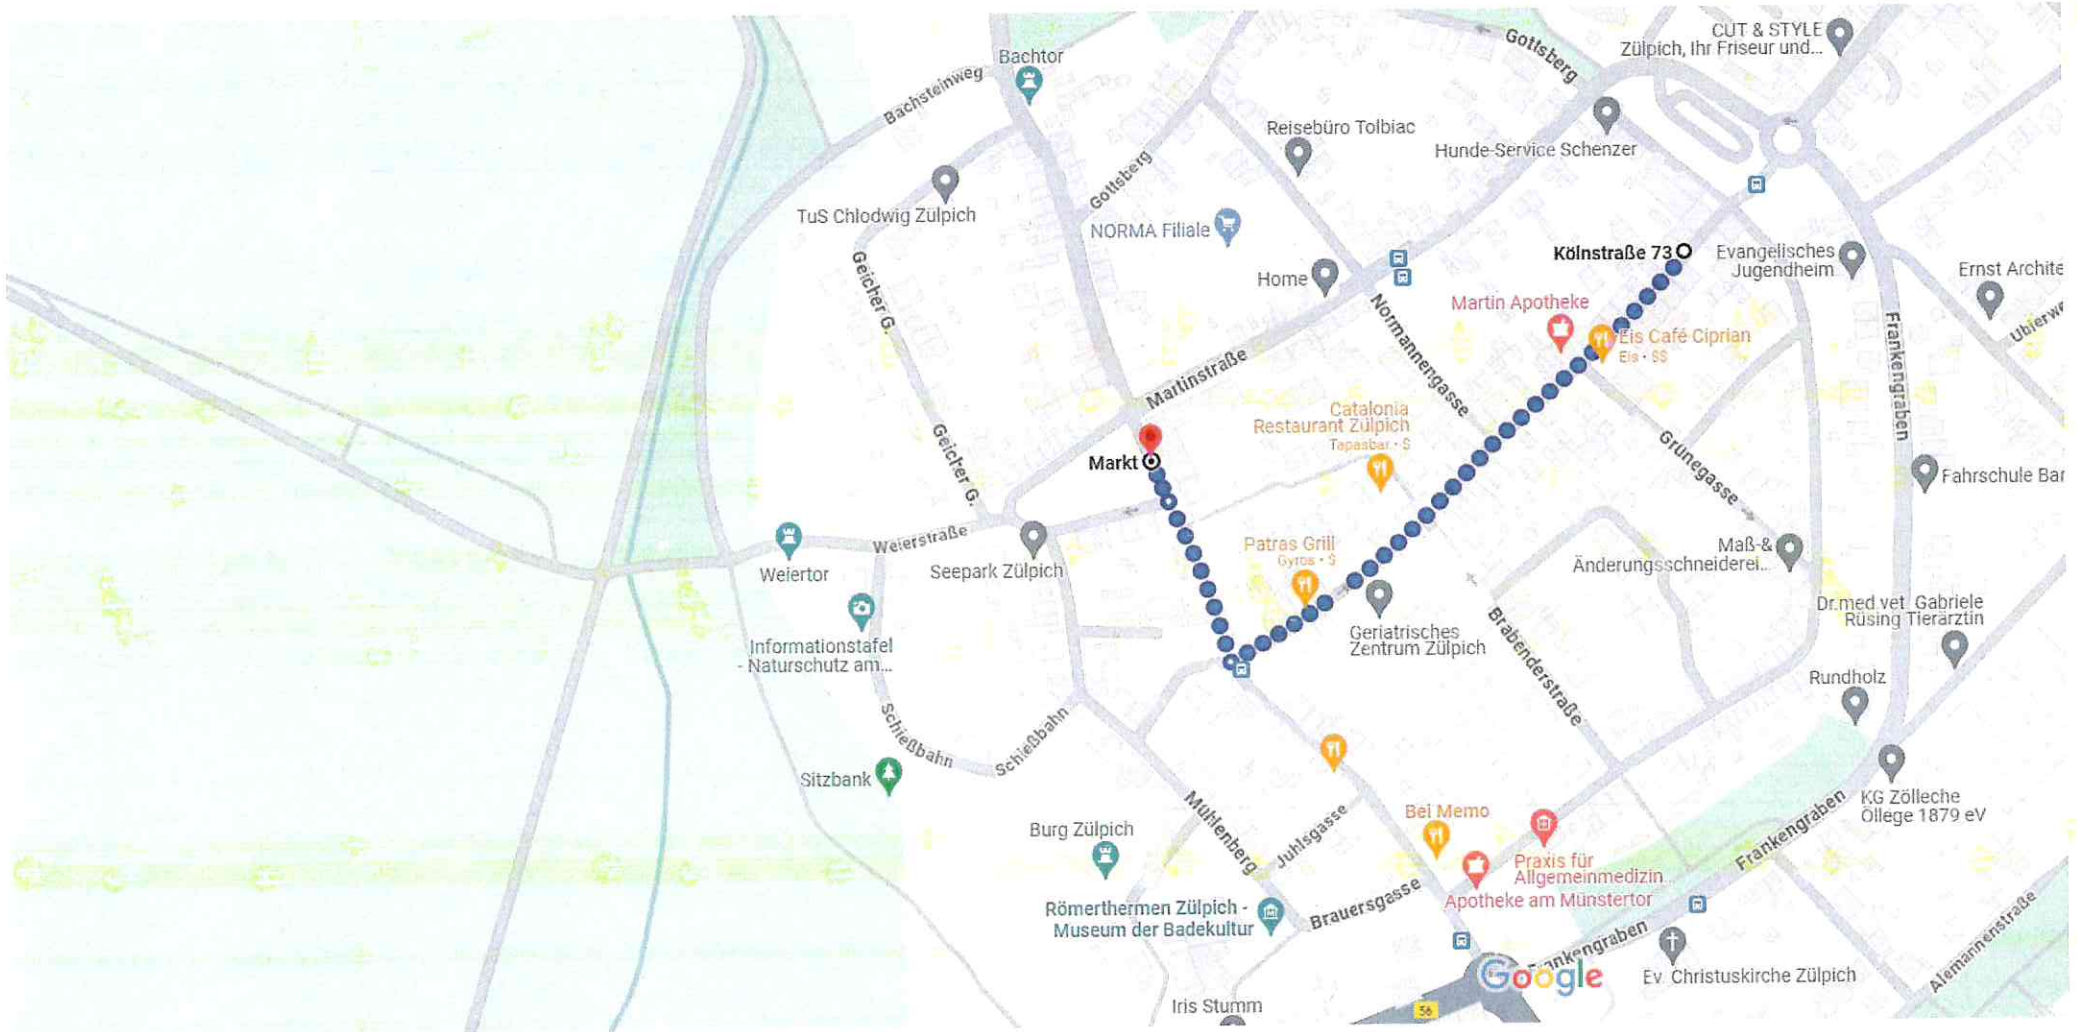 CUT & STYLE
Zülpich, Ihr Friseur und...
Gottsberg
Bachtor
Bachsteinweg
Reisebüro Tolbiac
Hunde-Service Schenzer
Gottsberg
TuS Chlodwig Zülpich
NORMA Filiale
Kölnstraße 73
Evangelisches
Jugendheim
Home
Ernst Archite
Geicher G.
Martin Apotheke
Normannengasse
Eis Café Ciprian
Eis • $$
Frankengraben
Ubierwe
Martinstraße
Catalonia
Restaurant Zülpich
Tapasbar • $
Geicher G.
Markt
Grünegasse
Fahrschule Bar
Weierstraße
Patras Grill
Gyros • $
Maß-&
Änderungsschneiderei...
Weiertor
Seepark Zülpich
Informationstafel
- Naturschutz am...
Geriatrisches
Zentrum Zülpich
Brabenderstraße
Dr.med.vet. Gabriele
Rüsing Tierärztin
Rundholz
Schießbahn
Schießbahn
Sitzbank
Mühlenberg
Juhlsgasse
Burg Zülpich
Bei Memo
KG Zölleche
Öllege 1879 eV
Frankengraben
Praxis für
Allgemeinmedizin...
Apotheke am Münstertor
Brauersgasse
Römerthermen Zülpich -
Museum der Badekultur
Frankengraben
Google
Ev. Christuskirche Zülpich
Alemannenstraße
Iris Stumm
56